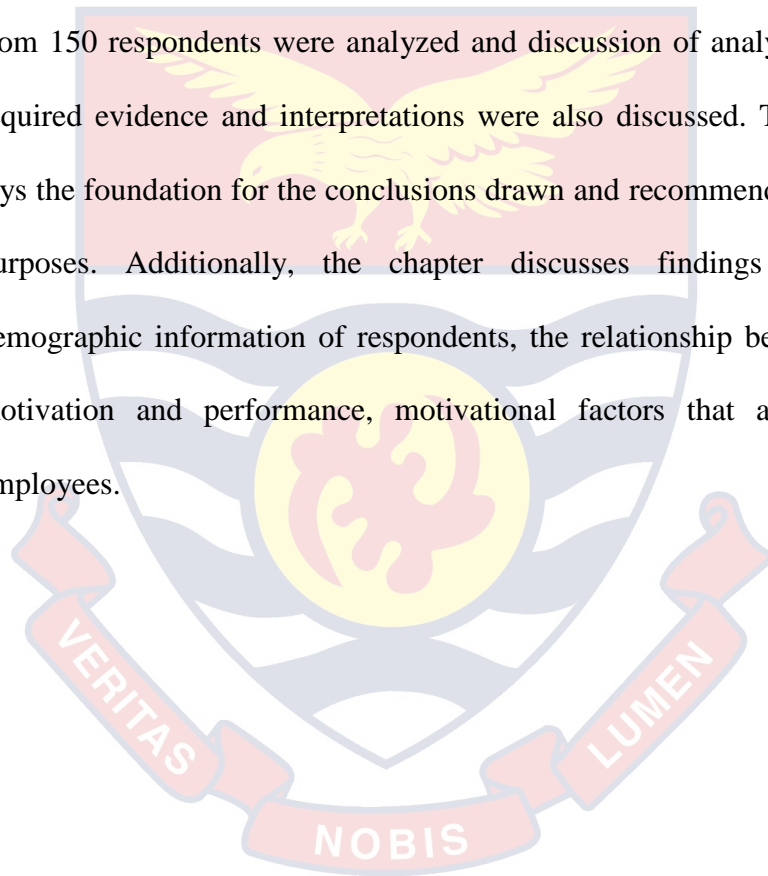 om 150 respondents were analyzed and discussion of analy
quired evidence and interpretations were also discussed. T
ys the foundation for the conclusions drawn and recommend
urposes. Additionally, the chapter discusses findings
emographic information of respondents, the relationship be
otivation and performance, motivational factors that a
mployees.
VERITAS
NOBIS
LUMEN